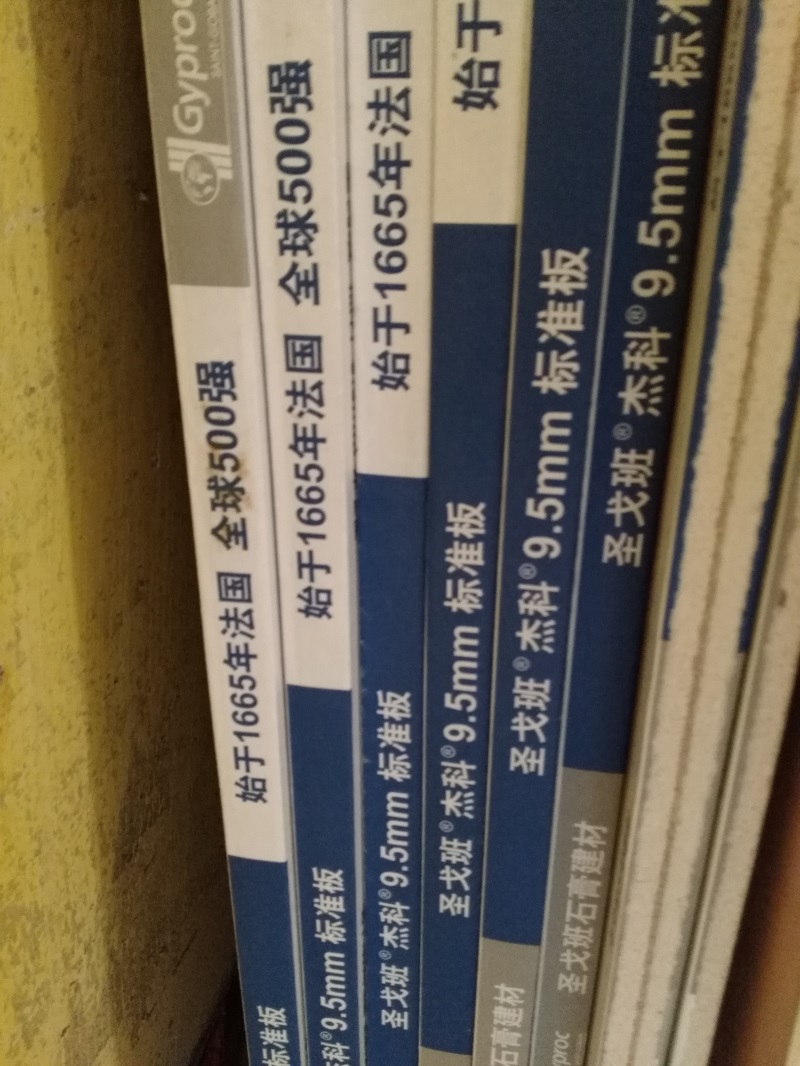 Gyproc
SAINT-GOBA
始于1665年法国 全球500强
标准板
始于1665年法国 全球500强
科® 9.5mm 标准板
始于1665年法国
圣戈班® 杰科® 9.5mm 标准板
始于
圣戈班® 杰科® 9.5mm 标准板
石膏建材
圣戈班® 杰科® 9.5mm 标准板
proc
圣戈班石膏建材
圣戈班® 杰科® 9.5mm 标准